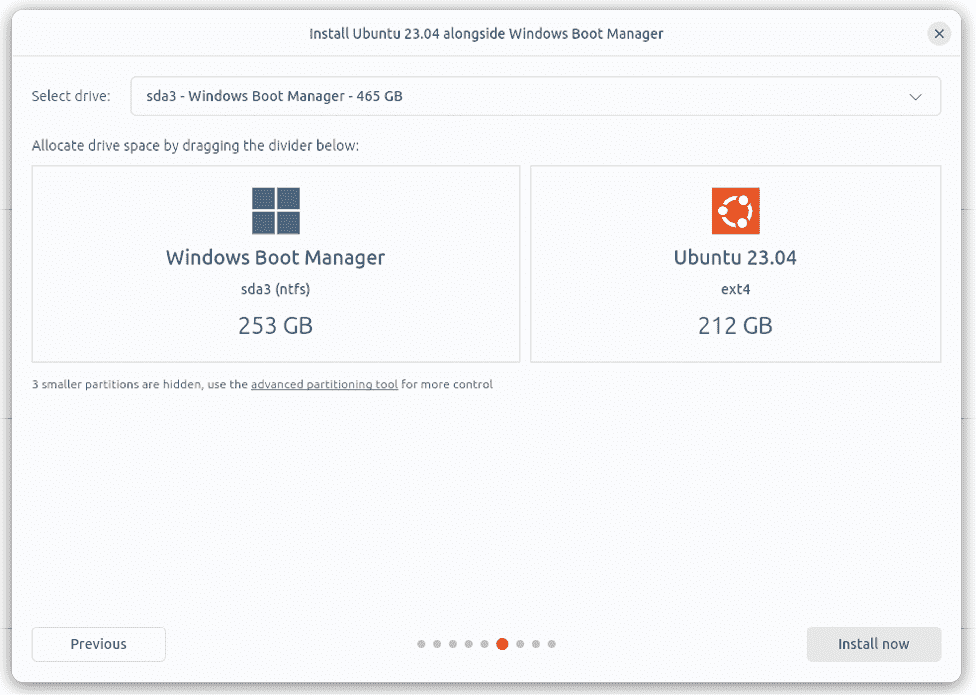 Install Ubuntu 23.04 alongside Windows Boot Manager
Select drive: sda3 - Windows Boot Manager - 465 GB
Allocate drive space by dragging the divider below:
Windows Boot Manager
sda3 (ntfs)
253 GB
Ubuntu 23.04
ext4
212 GB
3 smaller partitions are hidden, use the advanced partitioning tool for more control
Previous
Install now